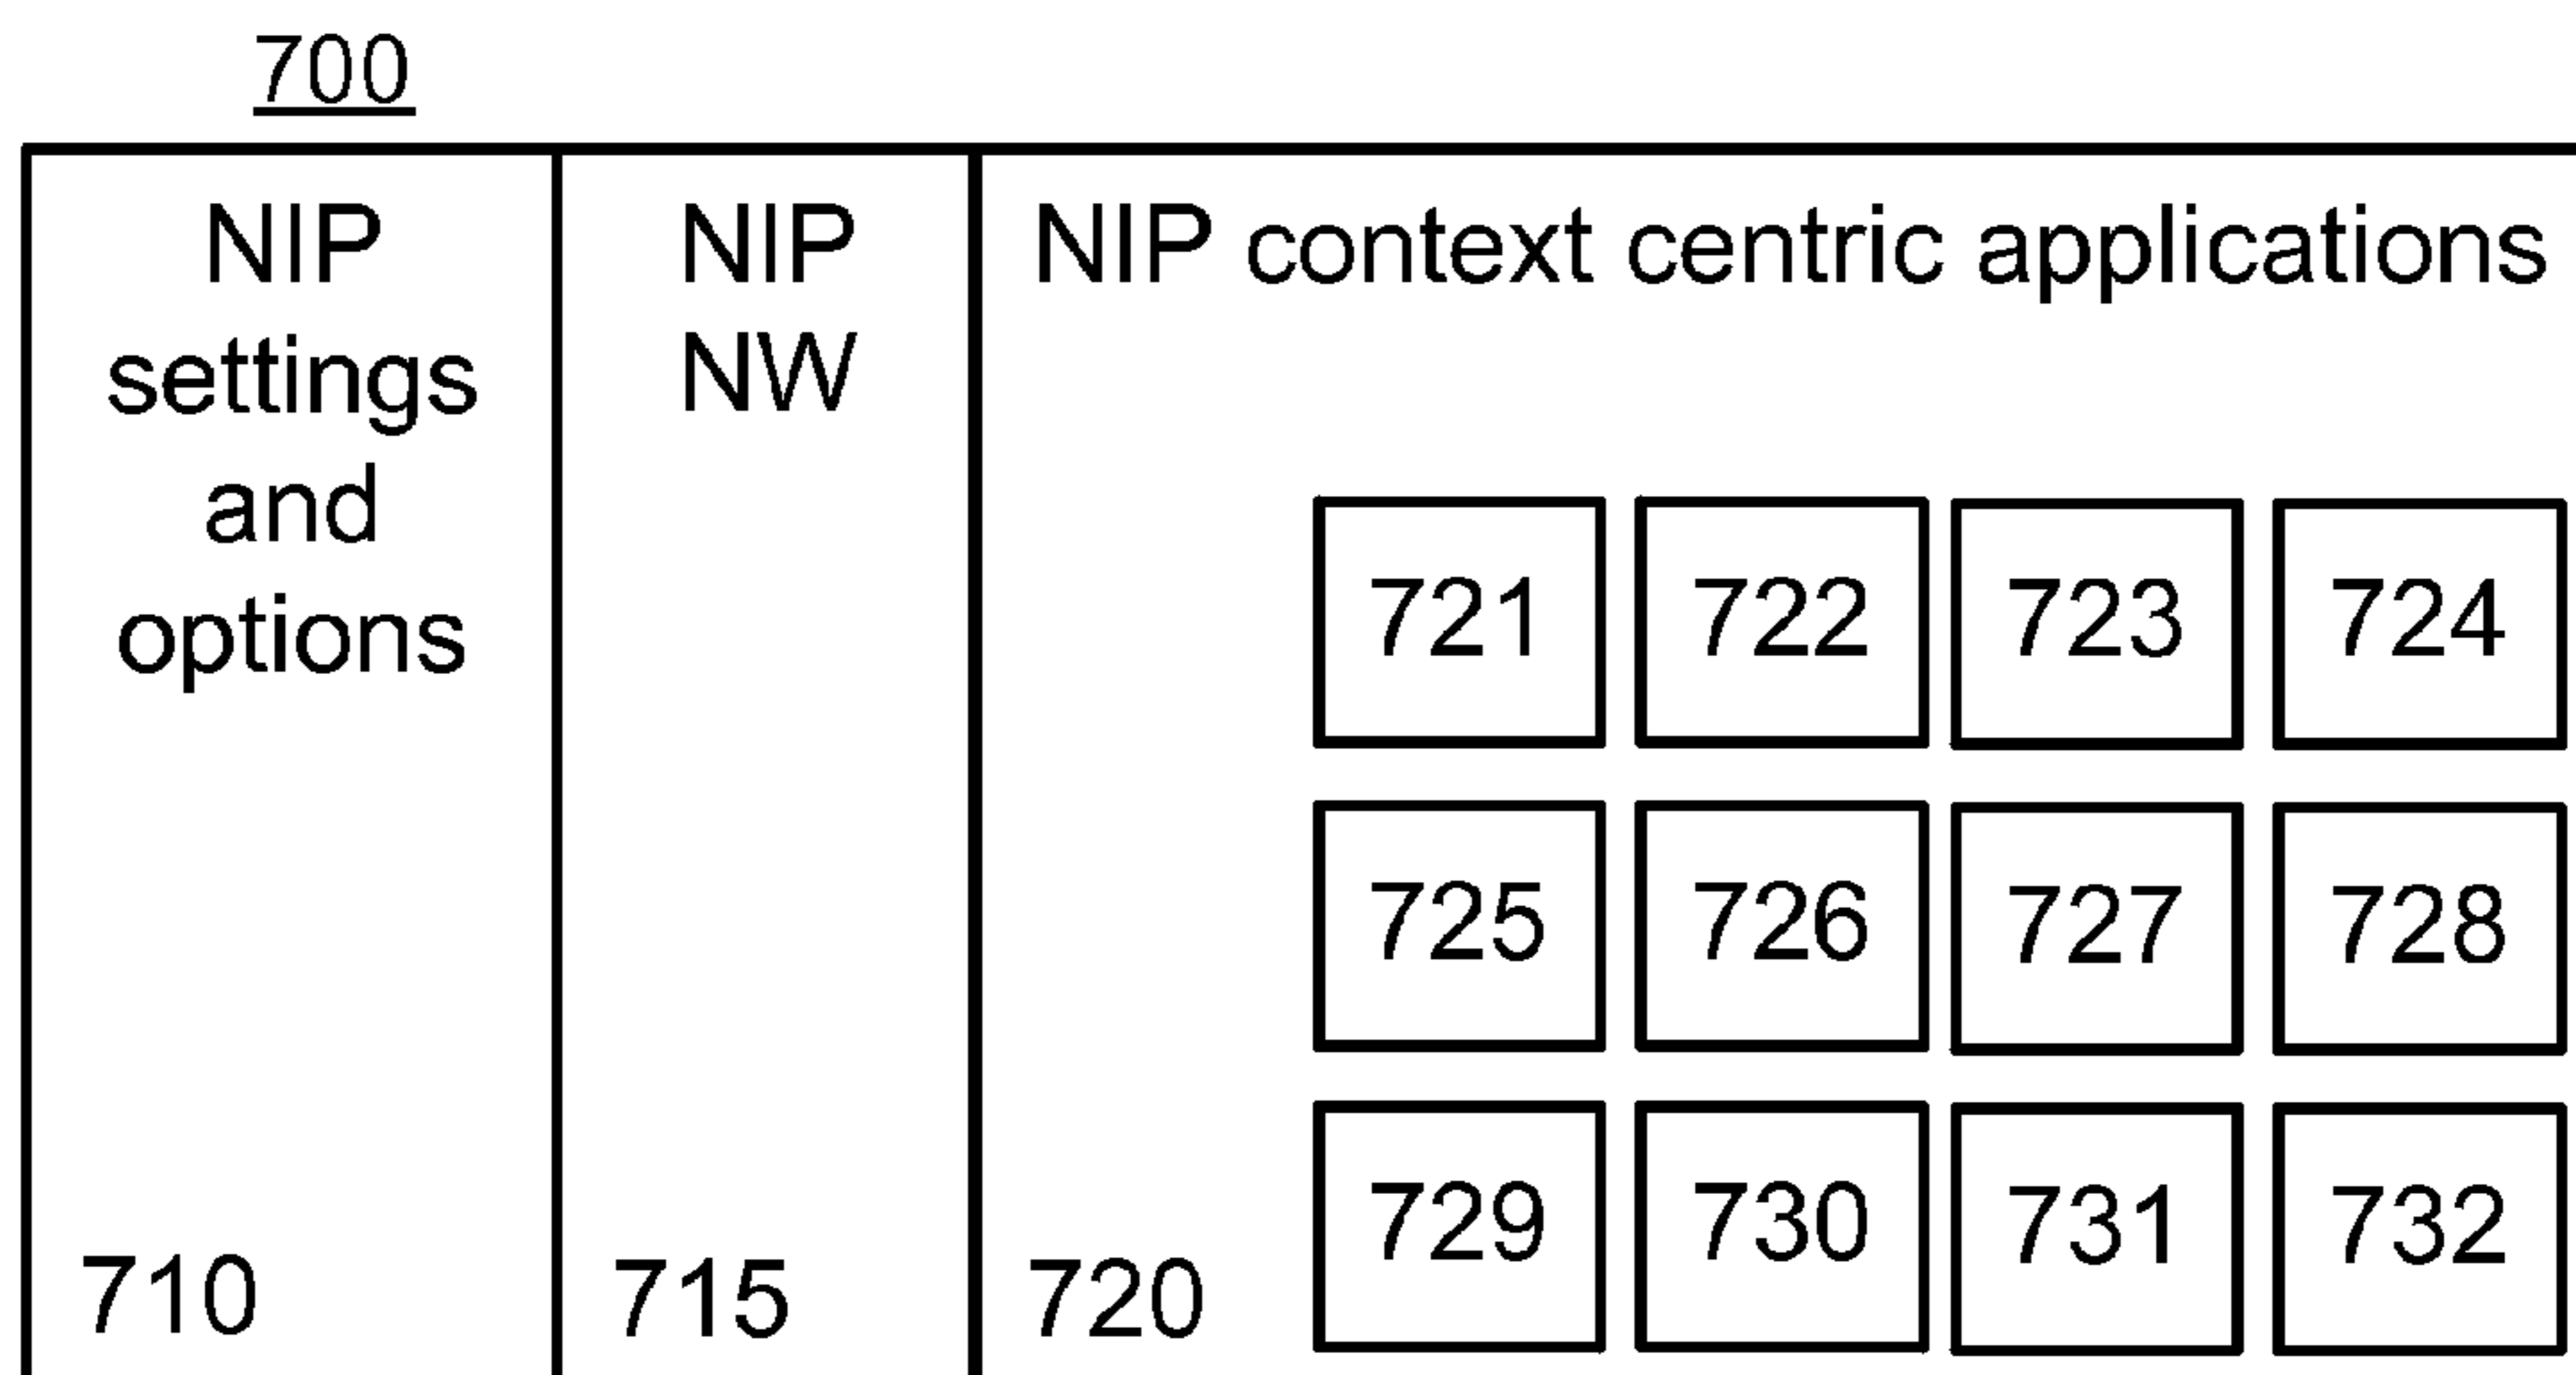 700
NIP
settings
and
options
710
NIP
NW
715
NIP context centric applications
720
721 722 723 724
725 726 727 728
729 730 731 732